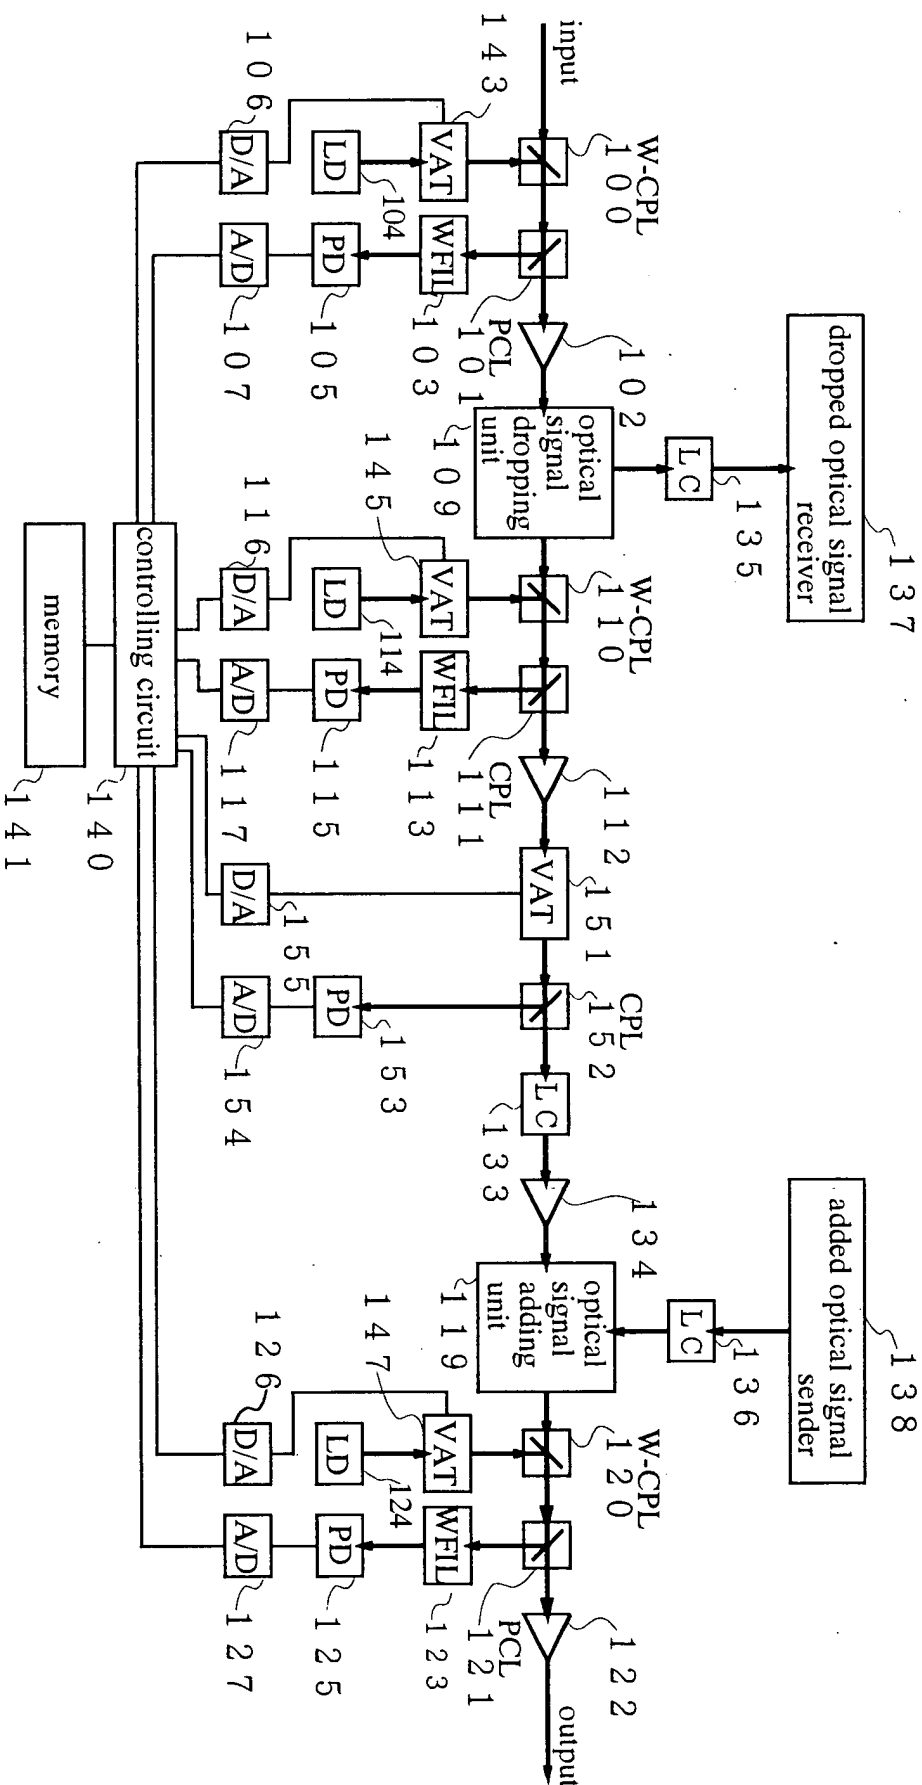 dropped optical signal
receiver
137
added optical signal
sender
138
LC
135
LC
136
input
W-CPL
100
PCL
101
102
optical
signal
dropping
unit
109
W-CPL
110
CPL
111
112
VAT
151
CPL
152
LC
133
134
optical
signal
adding
unit
119
W-CPL
120
PCL
121
122
output
143
VAT
WFIL
103
145
VAT
WFIL
113
147
VAT
WFIL
123
LD
104
PD
105
LD
114
PD
115
PD
153
LD
124
PD
125
106
D/A
A/D
107
116
D/A
A/D
117
D/A
155
A/D
154
126
D/A
A/D
127
controlling circuit
140
memory
141